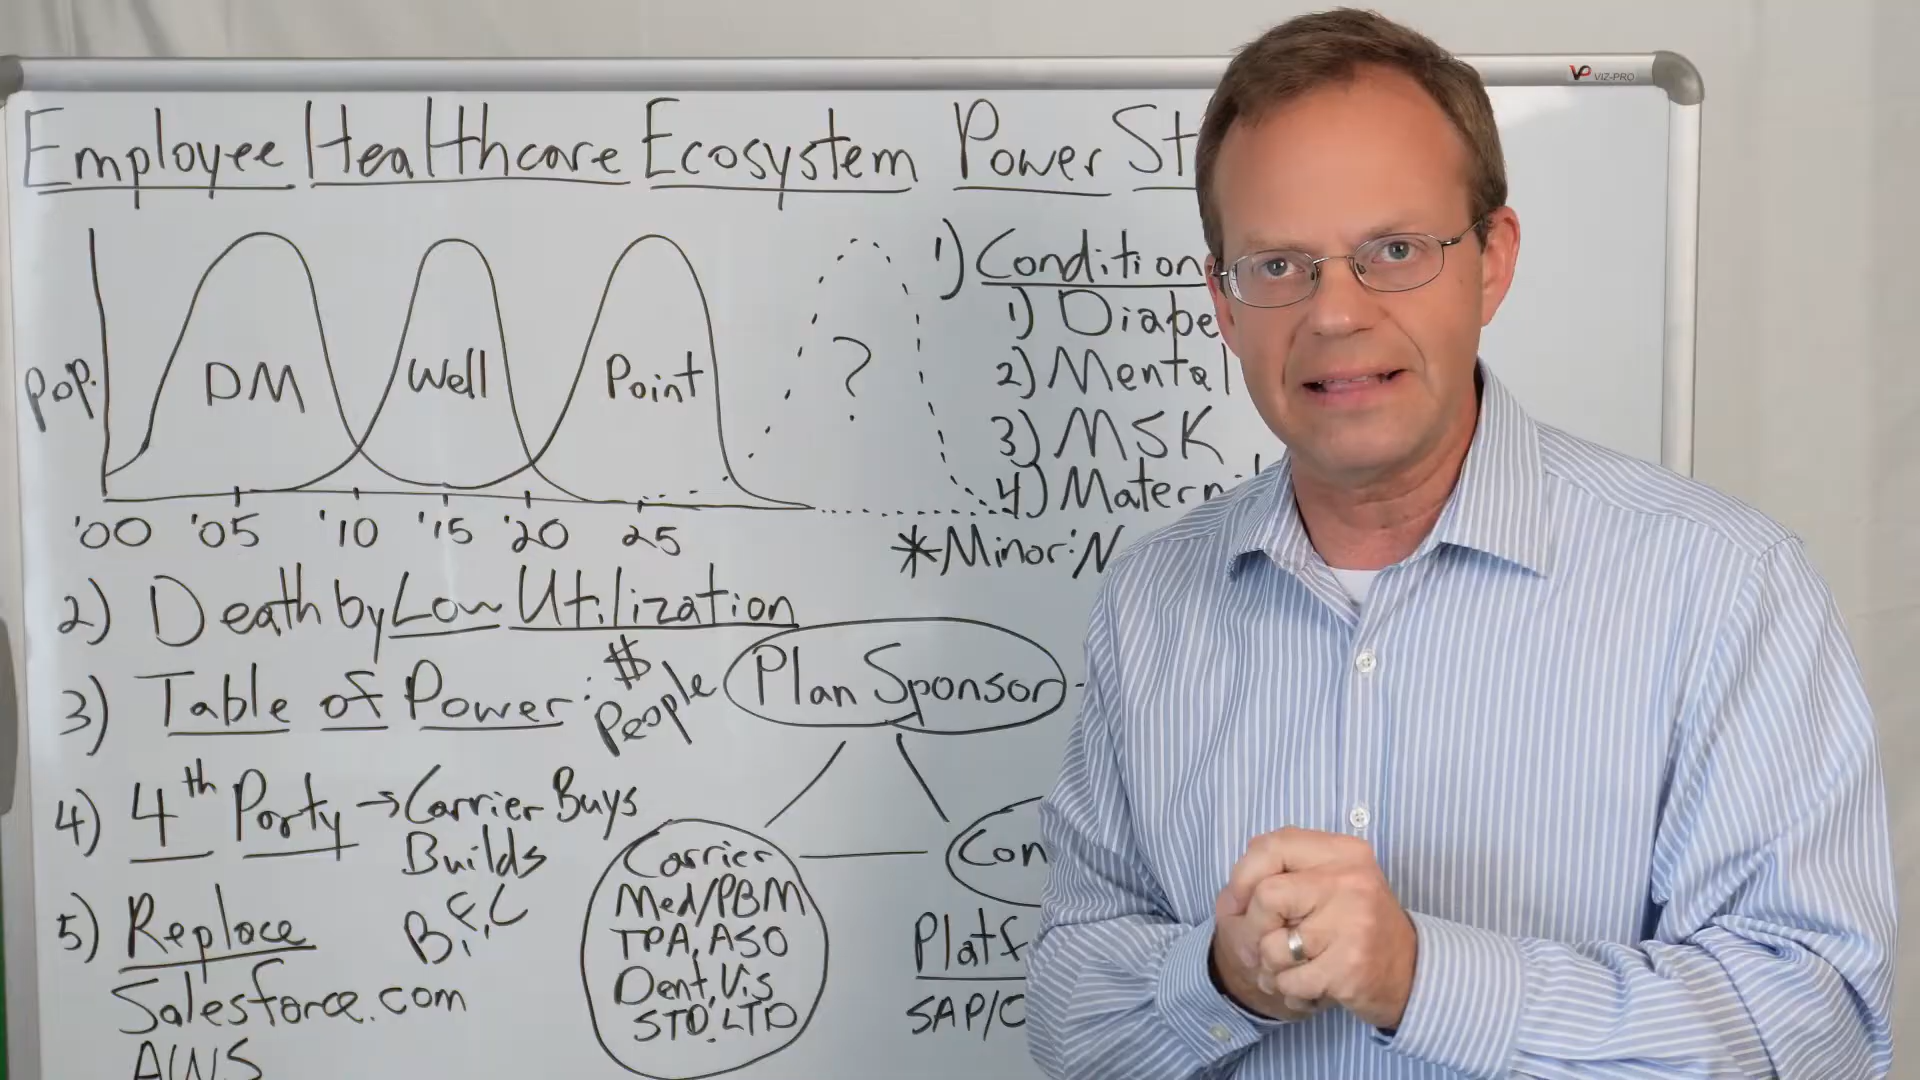 VP VIZ-PRO
Employee Healthcare Ecosystem Power St
pop.
DM
Well
Point
?
'00 '05 '10 '15 '20 25
1) Condition
1) Diabe
2) Mental
3) MSK
4) Matern
*Minor: N
2) Death by Low Utilization
3) Table of Power: $
People
Plan Sponsor
4) 4th Party → Carrier Buys
Builds
5) Replace
Salesforce.com
AWS
Carrier
Med/PBM
TPA, ASO
Dent, Vis
STD, LTD
Con
Platf
SAP/